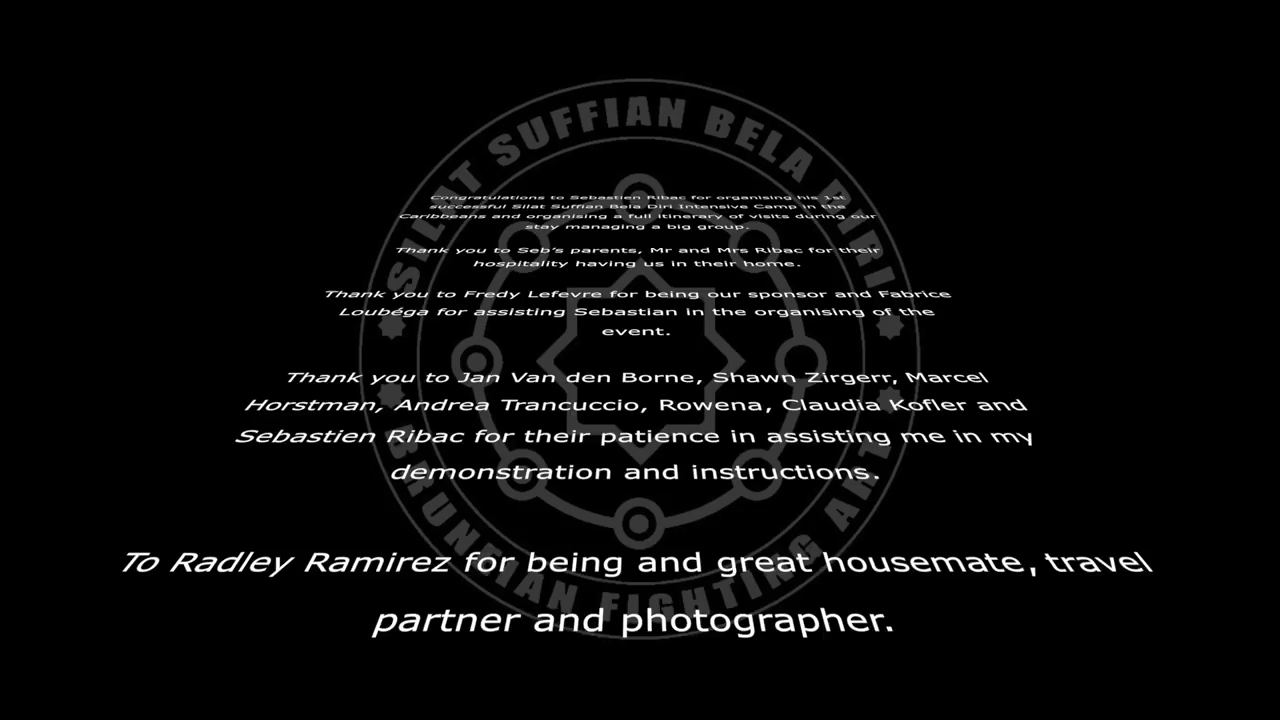 SILAT SUFFIAN BELA DIRI
Congratulations to Sebastien Ribac for organising his 1st
successful Silat Suffian Bela Diri Intensive Camp in the
Caribbeans and organising a full itinerary of visits during our
stay managing a big group.
Thank you to Seb's parents, Mr and Mrs Ribac for their
hospitality having us in their home.
Thank you to Fredy Lefevre for being our sponsor and Fabrice
Loubéga for assisting Sebastian in the organising of the
event.
Thank you to Jan Van den Borne, Shawn Zirgerr, Marcel
Horstman, Andrea Trancuccio, Rowena, Claudia Kofler and
Sebastien Ribac for their patience in assisting me in my
demonstration and instructions.
To Radley Ramirez for being and great housemate, travel
partner and photographer.
BRUNEIAN FIGHTING ART